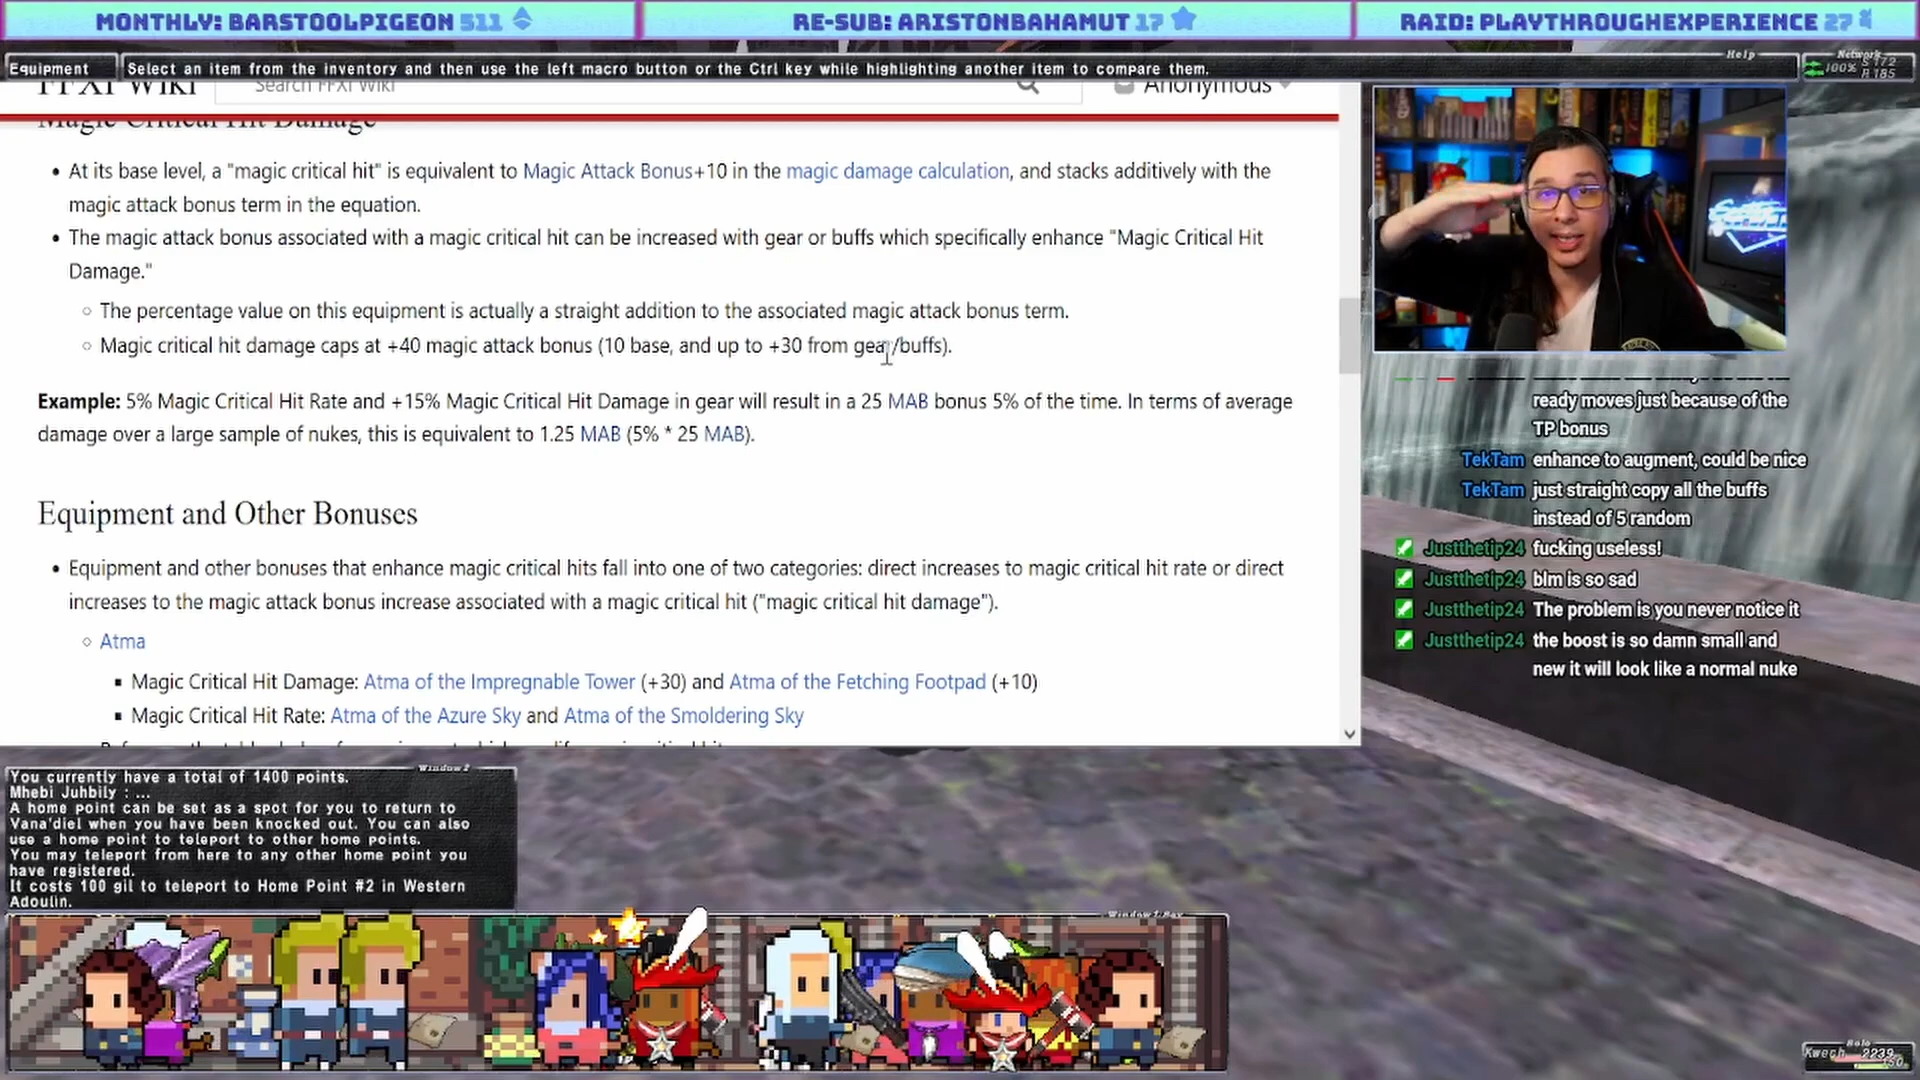 MONTHLY: BARSTOOLPIGEON 511
RE-SUB: ARISTONBAHAMUT 17
RAID: PLAYTHROUGHEXPERIENCE 27
Equipment
Select an item from the inventory and then use the left macro button or the Ctrl key while highlighting another item to compare them.
Help
Network
100% S 172
R 185
FFXI Wiki
Search FFXI Wiki
Anonymous
Magic Critical Hit Damage
At its base level, a "magic critical hit" is equivalent to Magic Attack Bonus+10 in the magic damage calculation, and stacks additively with the
magic attack bonus term in the equation.
The magic attack bonus associated with a magic critical hit can be increased with gear or buffs which specifically enhance "Magic Critical Hit
Damage."
The percentage value on this equipment is actually a straight addition to the associated magic attack bonus term.
Magic critical hit damage caps at +40 magic attack bonus (10 base, and up to +30 from gear/buffs).
Example: 5% Magic Critical Hit Rate and +15% Magic Critical Hit Damage in gear will result in a 25 MAB bonus 5% of the time. In terms of average
damage over a large sample of nukes, this is equivalent to 1.25 MAB (5% * 25 MAB).
Equipment and Other Bonuses
Equipment and other bonuses that enhance magic critical hits fall into one of two categories: direct increases to magic critical hit rate or direct
increases to the magic attack bonus increase associated with a magic critical hit ("magic critical hit damage").
Atma
Magic Critical Hit Damage: Atma of the Impregnable Tower (+30) and Atma of the Fetching Footpad (+10)
Magic Critical Hit Rate: Atma of the Azure Sky and Atma of the Smoldering Sky
ready moves just because of the
TP bonus
TekTam enhance to augment, could be nice
TekTam just straight copy all the buffs
instead of 5 random
Justthetip24 fucking useless!
Justthetip24 blm is so sad
Justthetip24 The problem is you never notice it
Justthetip24 the boost is so damn small and
new it will look like a normal nuke
Window2
You currently have a total of 1400 points.
Mhebi Juhbily : ...
A home point can be set as a spot for you to return to
Vana'diel when you have been knocked out. You can also
use a home point to teleport to other home points.
You may teleport from here to any other home point you
have registered.
It costs 100 gil to teleport to Home Point #2 in Western
Adoulin.
Solo
Kwech 2239